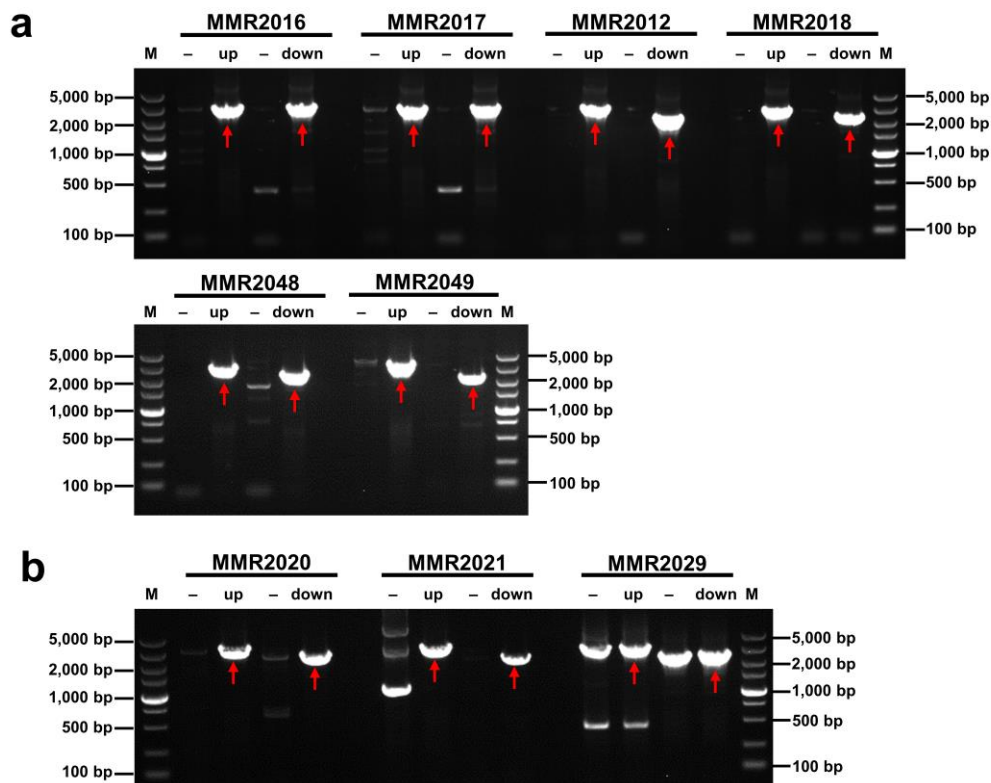 a
MMR2016 MMR2017 MMR2012 MMR2018
M – up – down – up – down – up – down – up – down M
5,000 bp 5,000 bp
2,000 bp 2,000 bp
1,000 bp 1,000 bp
500 bp 500 bp
100 bp 100 bp
MMR2048 MMR2049
M – up – down – up – down M
5,000 bp 5,000 bp
2,000 bp 2,000 bp
1,000 bp 1,000 bp
500 bp 500 bp
100 bp 100 bp
b
MMR2020 MMR2021 MMR2029
M – up – down – up – down – up – down M
5,000 bp 5,000 bp
2,000 bp 2,000 bp
1,000 bp 1,000 bp
500 bp 500 bp
100 bp 100 bp